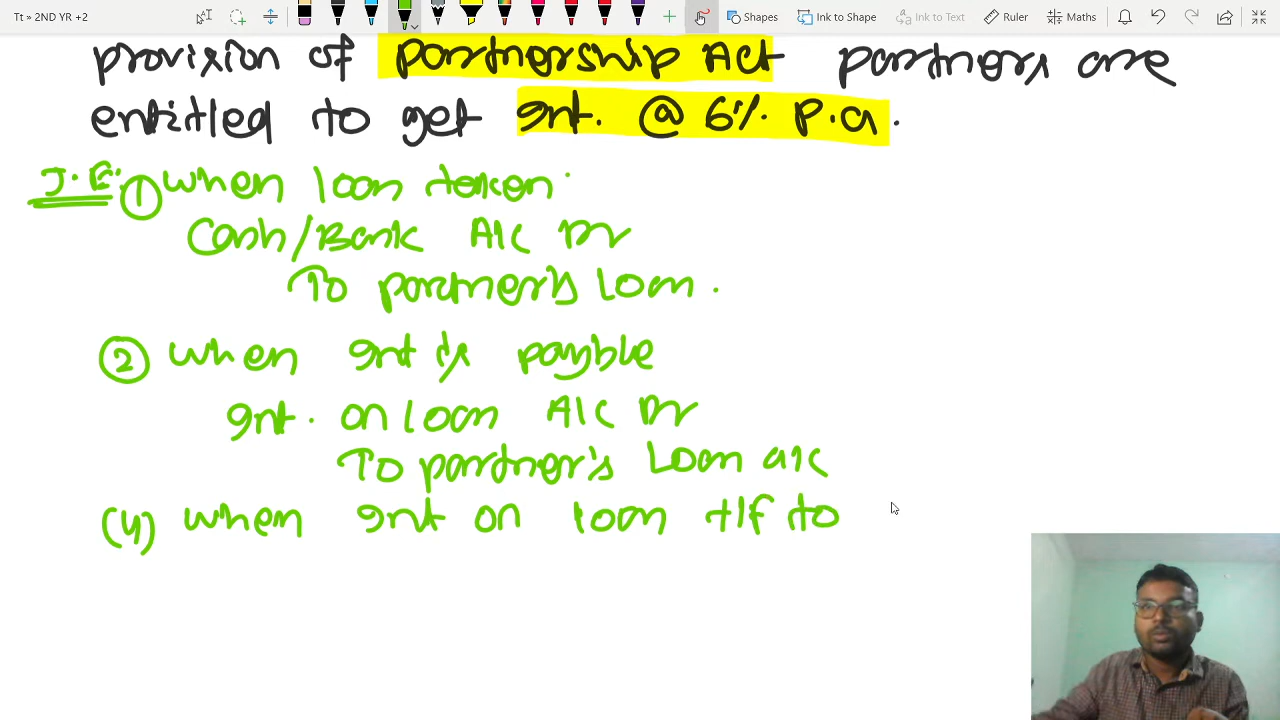 Tt » 2ND YR +2
Shapes Ink to Shape Ink to Text Ruler Maths
provision of partnership Act partners are
entitled to get Int. @ 6% P.a.
J.E. ① when loan taken
Cash/Bank A/C Dr
To partner's Loan.
② when Int is payble
Int. on loan A/C Dr
To partner's Loan a/c
(4) when Int on loan t/f to